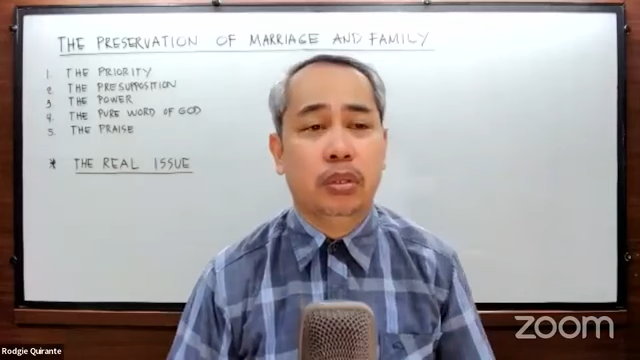 THE PRESERVATION OF MARRIAGE AND FAMILY
1. THE PRIORITY
2. THE PRESUPPOSITION
3. THE POWER
4. THE PURE WORD OF GOD
5. THE PRAISE
* THE REAL ISSUE
zoom
Rodgie Quirante